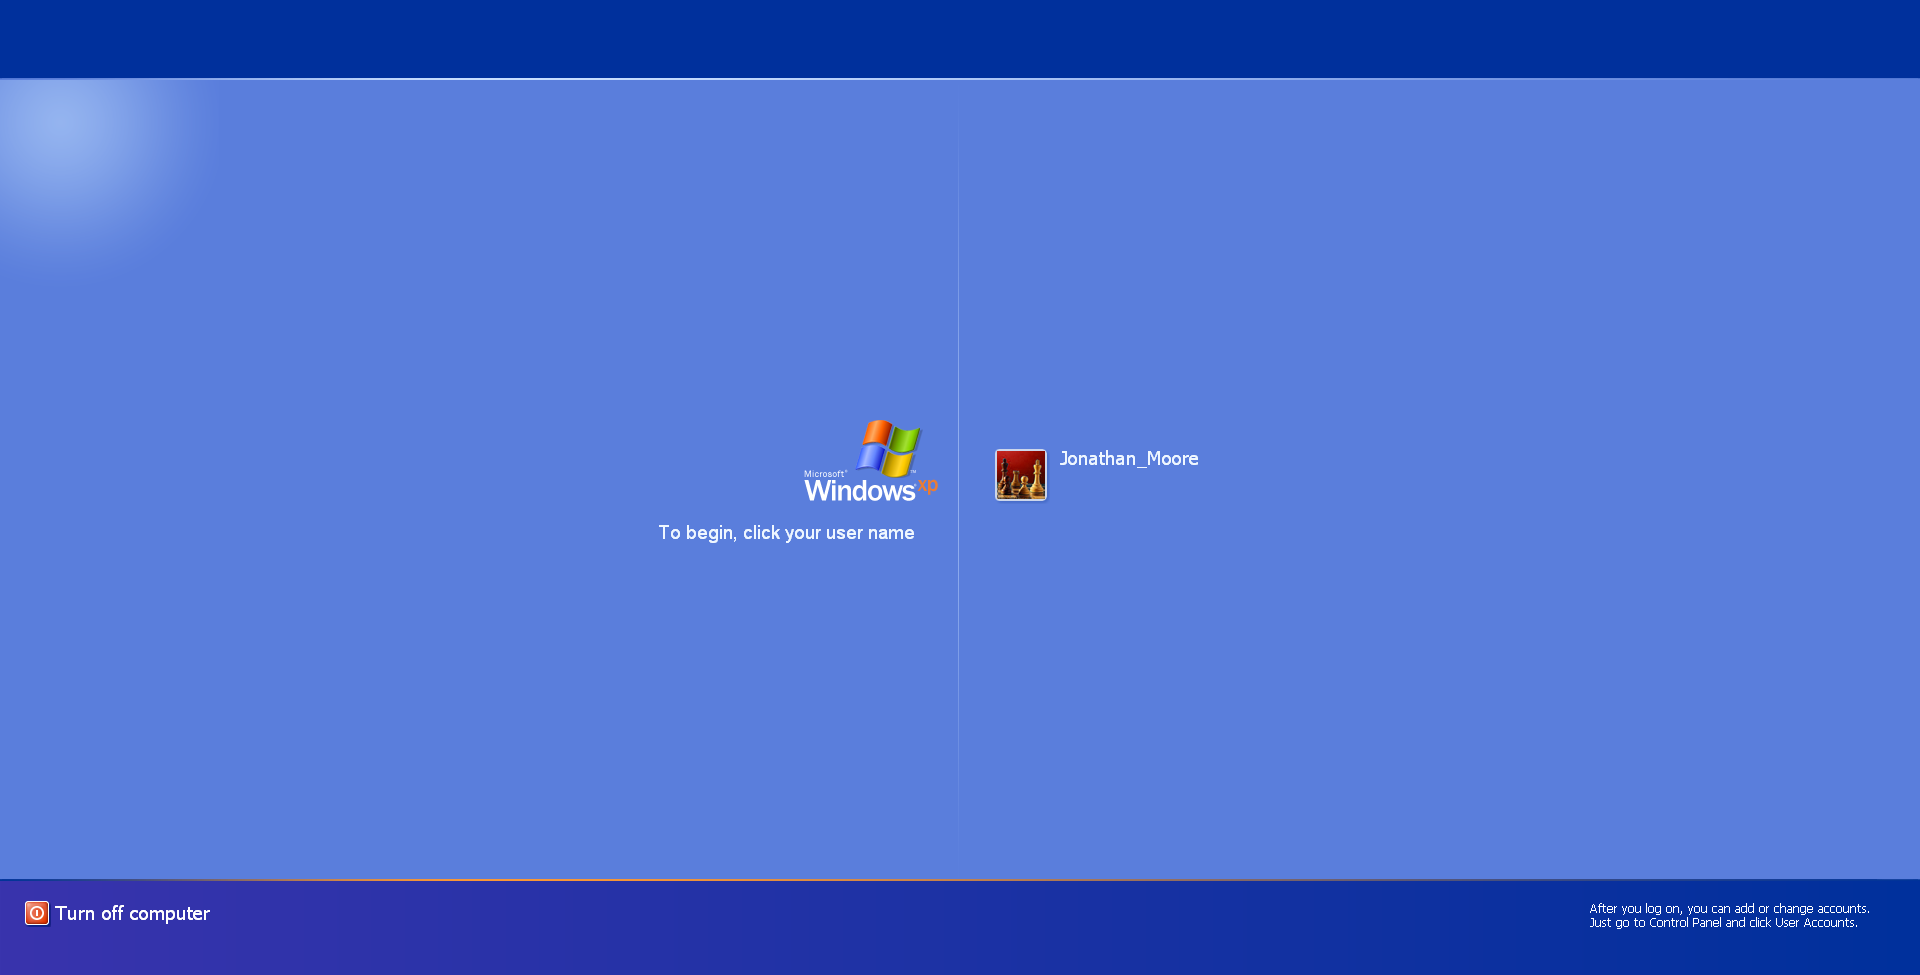 Microsoft®
Windows xp™
To begin, click your user name
Jonathan_Moore
Turn off computer
After you log on, you can add or change accounts.
Just go to Control Panel and click User Accounts.